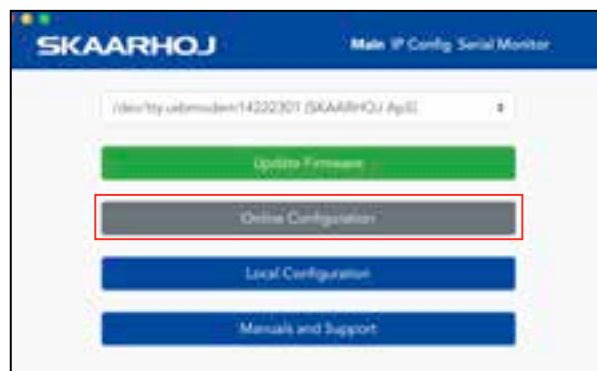 SKAARHOJ
Main IP Config Serial Monitor
/dev/tty.usbmodem14222301 (SKAARHOJ ApS)
Update Firmware
Online Configuration
Local Configuration
Manuals and Support